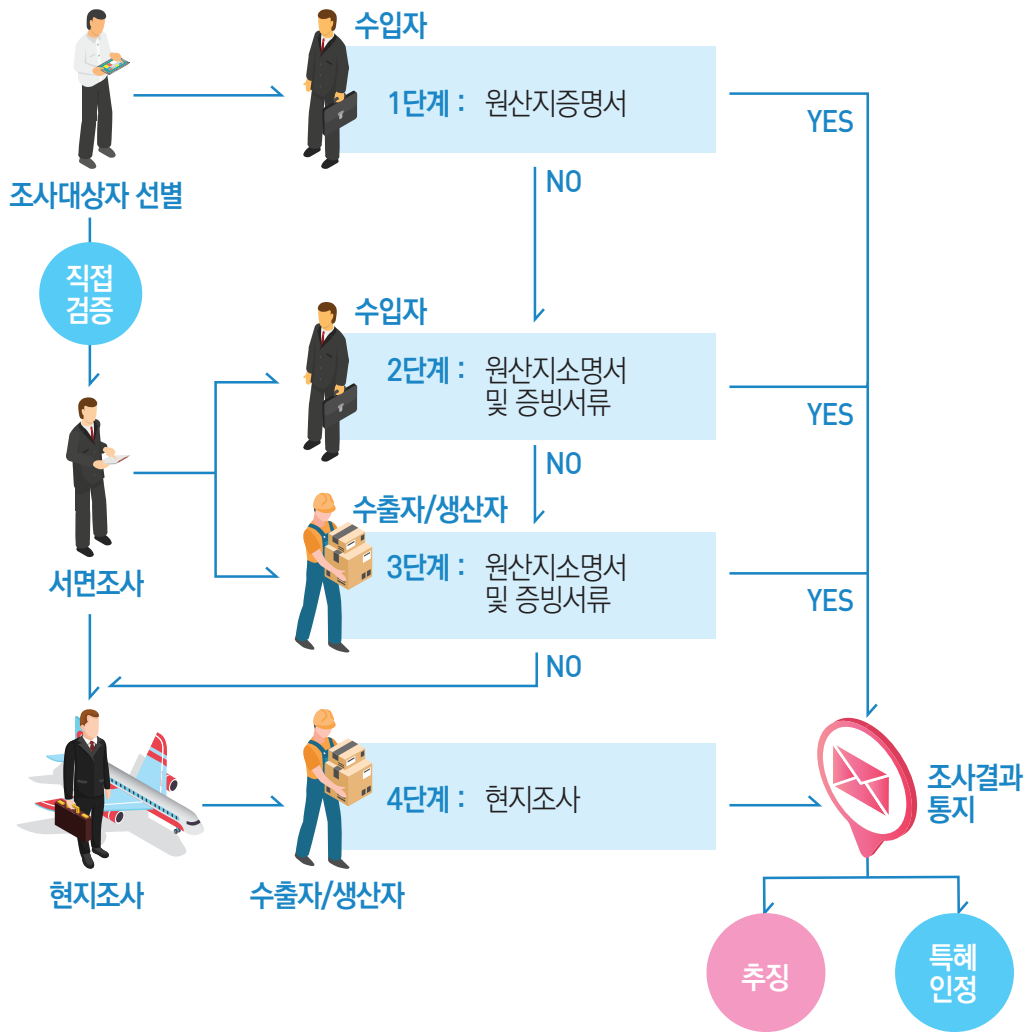 수입자
1단계 : 원산지증명서
YES
NO
조사대상자 선별
직접
검증
수입자
2단계 : 원산지소명서
및 증빙서류
YES
NO
수출자/생산자
3단계 : 원산지소명서
및 증빙서류
서면조사
YES
NO
조사결과
통지
4단계 : 현지조사
현지조사
수출자/생산자
추징
특혜
인정